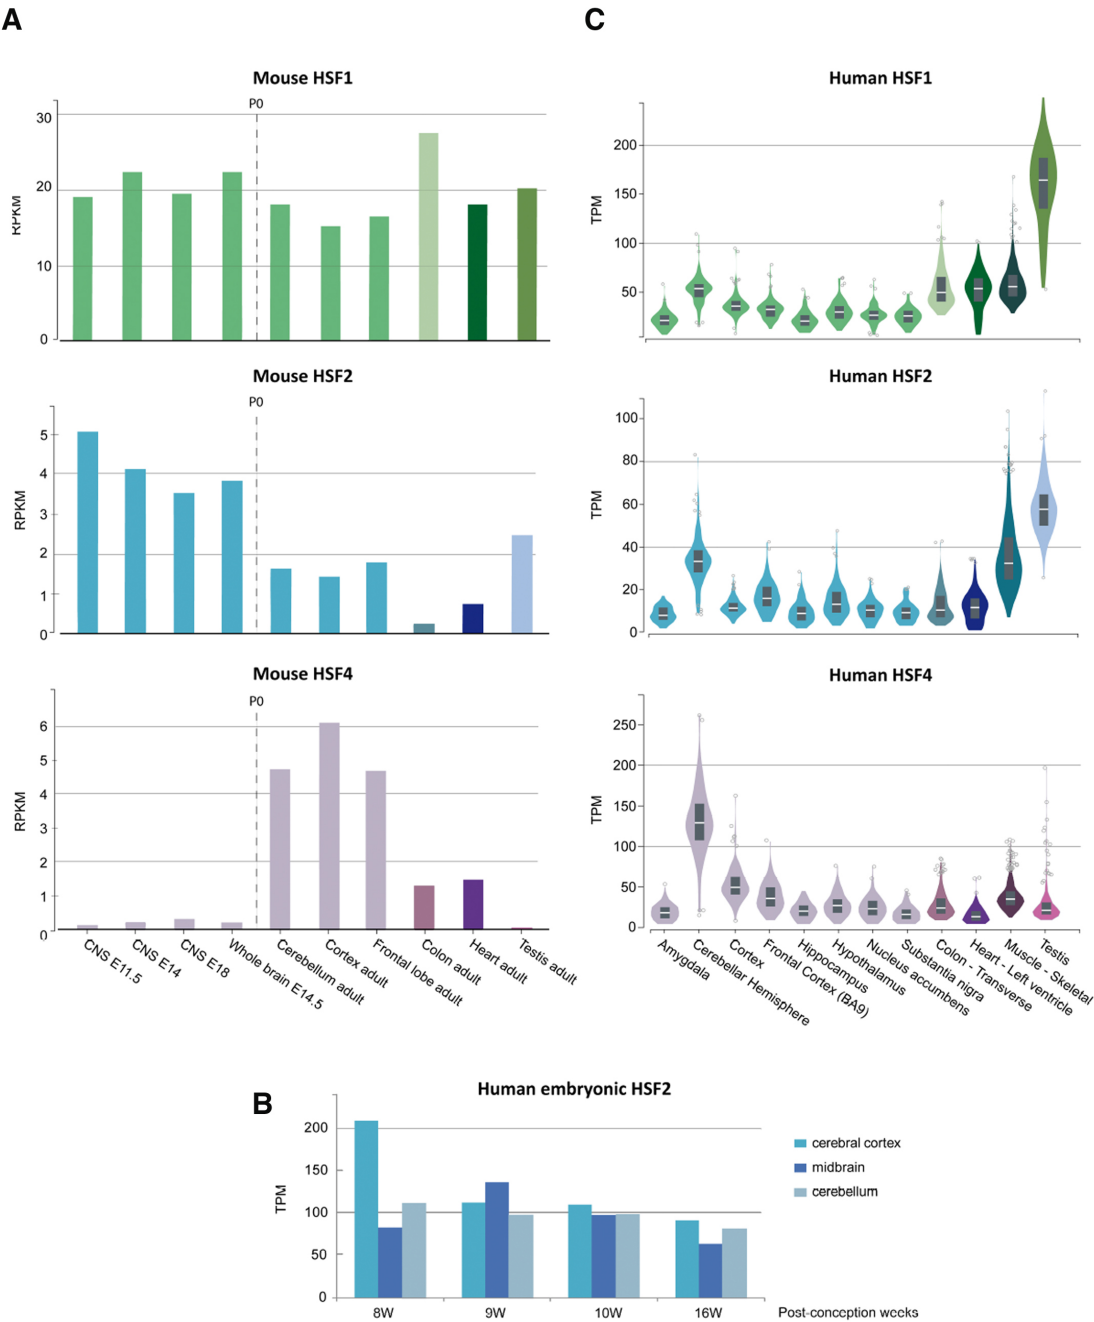 A
Mouse HSF1
P0
30
20
10
0
RPKM
Mouse HSF2
P0
5
4
3
2
1
0
RPKM
Mouse HSF4
P0
6
5
4
3
2
1
0
RPKM
CNS E11.5
CNS E14
CNS E18
Whole brain E14.5
Cerebellum adult
Cortex adult
Frontal lobe adult
Colon adult
Heart adult
Testis adult
C
Human HSF1
200
150
100
50
TPM
Human HSF2
100
80
60
40
20
0
TPM
Human HSF4
250
200
150
100
50
0
TPM
Amygdala
Cerebellar Hemisphere
Cortex
Frontal Cortex (BA9)
Hippocampus
Hypothalamus
Nucleus accumbens
Substantia nigra
Colon - Transverse
Heart - Left ventricle
Muscle - Skeletal
Testis
B
Human embryonic HSF2
200
150
100
50
0
TPM
8W
9W
10W
16W
Post-conception weeks
cerebral cortex
midbrain
cerebellum